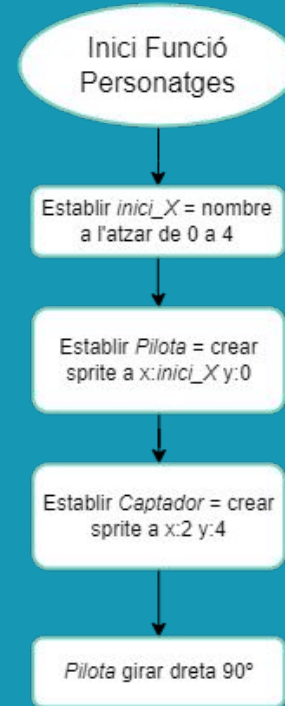 Inici Funció
Personatges
Establir inici_X = nombre
a l'atzar de 0 a 4
Establir Pilota = crear
sprite a x:inici_X y:0
Establir Captador = crear
sprite a x:2 y:4
Pilota girar dreta 90º